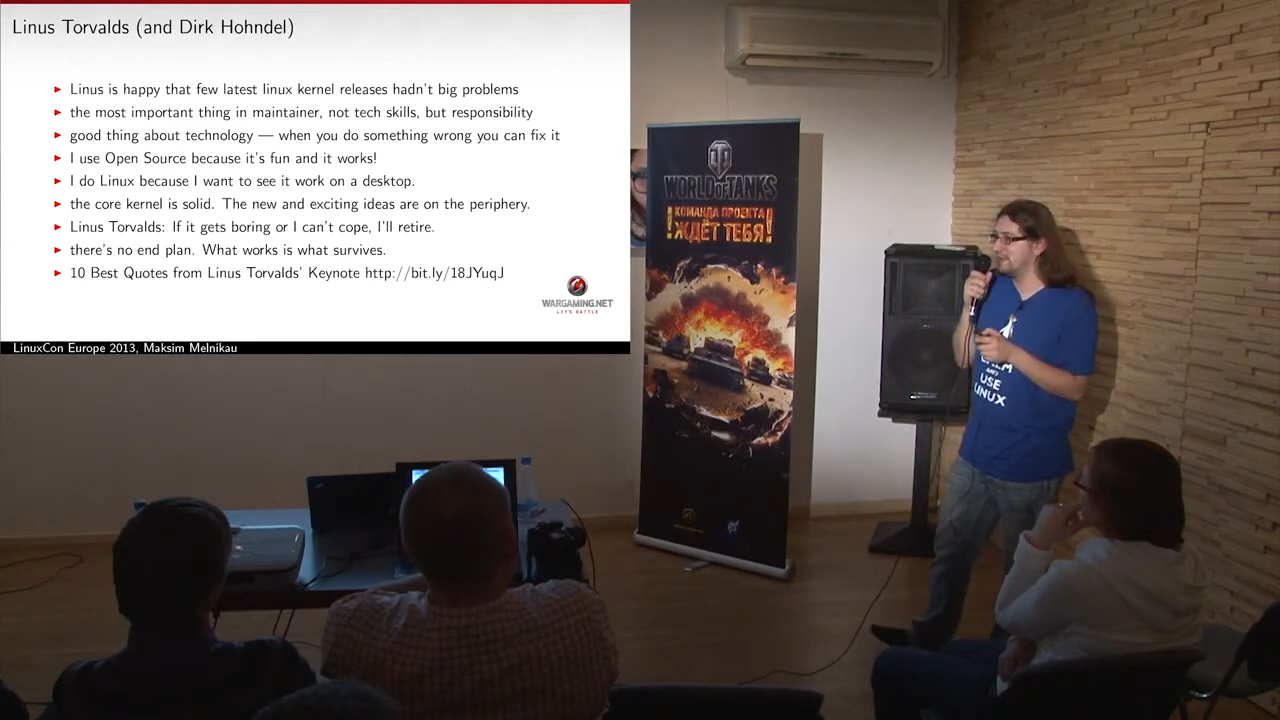 Linus Torvalds (and Dirk Hohndel)
Linus is happy that few latest linux kernel releases hadn't big problems
the most important thing in maintainer, not tech skills, but responsibility
good thing about technology — when you do something wrong you can fix it
I use Open Source because it's fun and it works!
I do Linux because I want to see it work on a desktop.
the core kernel is solid. The new and exciting ideas are on the periphery.
Linus Torvalds: If it gets boring or I can't cope, I'll retire.
there's no end plan. What works is what survives.
10 Best Quotes from Linus Torvalds' Keynote http://bit.ly/18JYuqJ
WARGAMING.NET
LET'S BATTLE
LinuxCon Europe 2013, Maksim Melnikau
WORLD OF TANKS
КОМАНДА ПРОЕКТА
ЖДЁТ ТЕБЯ!
CALM
AND
USE
LINUX